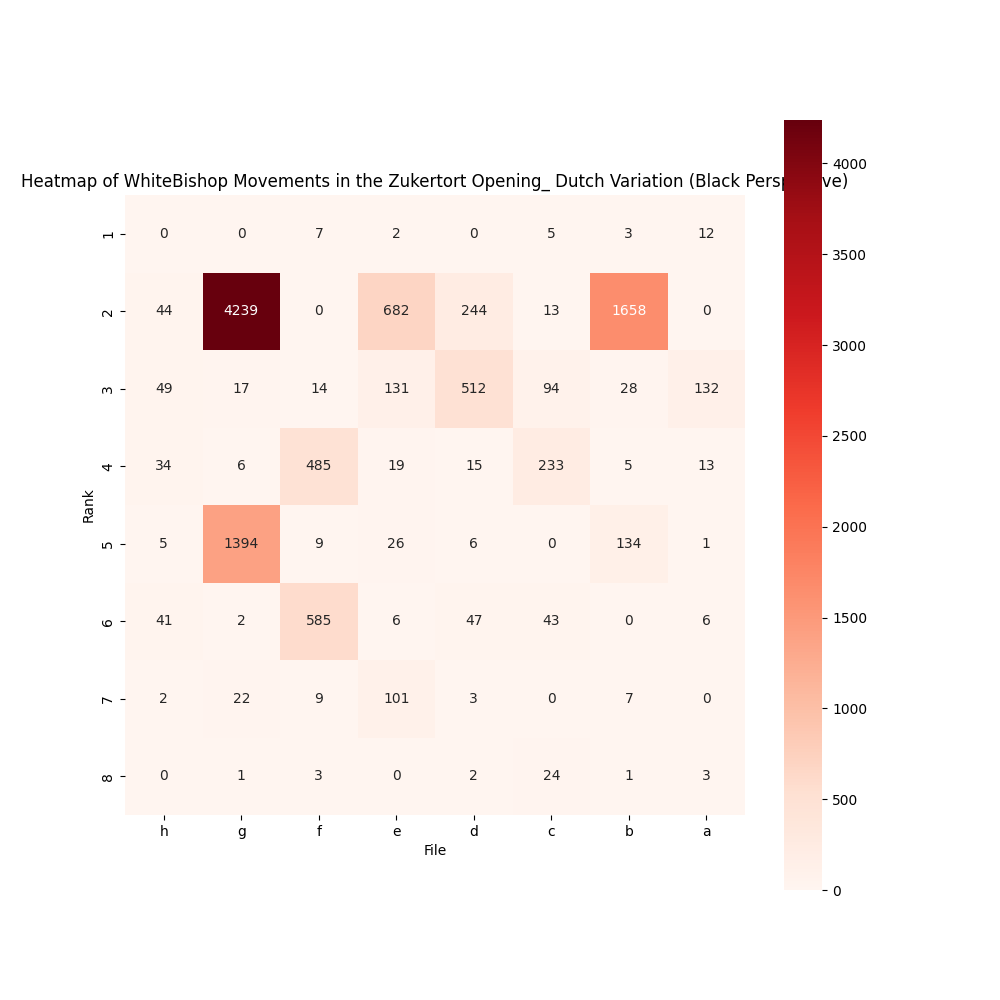 Heatmap of WhiteBishop Movements in the Zukertort Opening_ Dutch Variation (Black Perspective)
4000
3500
3000
2500
2000
1500
1000
500
0
Rank
1 0 0 7 2 0 5 3 12
2 44 4239 0 682 244 13 1658 0
3 49 17 14 131 512 94 28 132
4 34 6 485 19 15 233 5 13
5 5 1394 9 26 6 0 134 1
6 41 2 585 6 47 43 0 6
7 2 22 9 101 3 0 7 0
8 0 1 3 0 2 24 1 3
h g f e d c b a
File